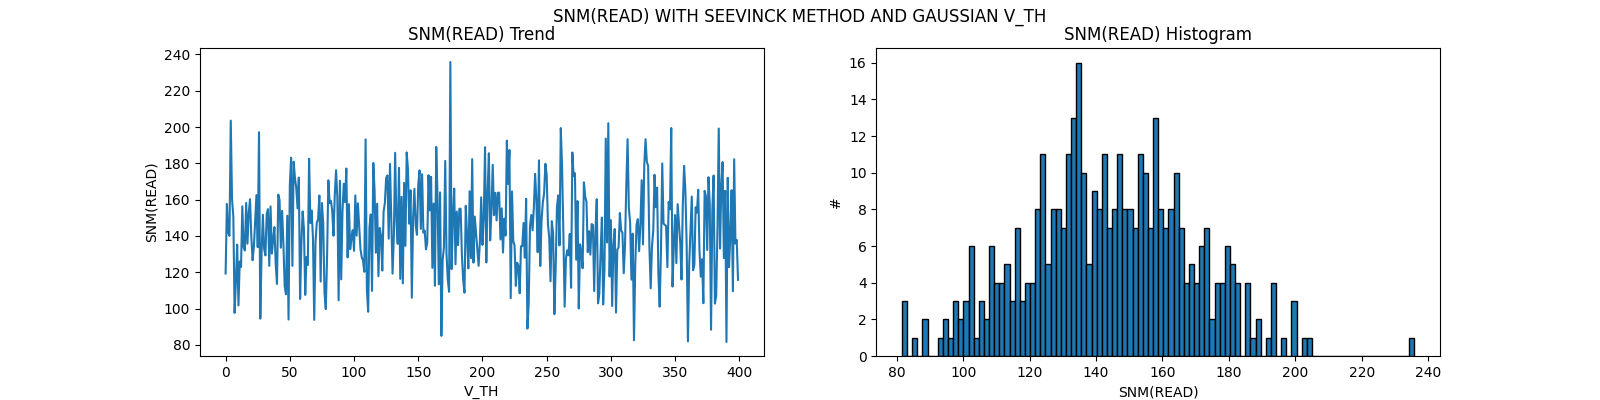 SNM(READ) WITH SEEVINCK METHOD AND GAUSSIAN V_TH
SNM(READ) Trend
240
220
200
180
160
140
120
100
80
SNM(READ)
0 50 100 150 200 250 300 350 400
V_TH
SNM(READ) Histogram
16
14
12
10
8
6
4
2
0
#
80 100 120 140 160 180 200 220 240
SNM(READ)